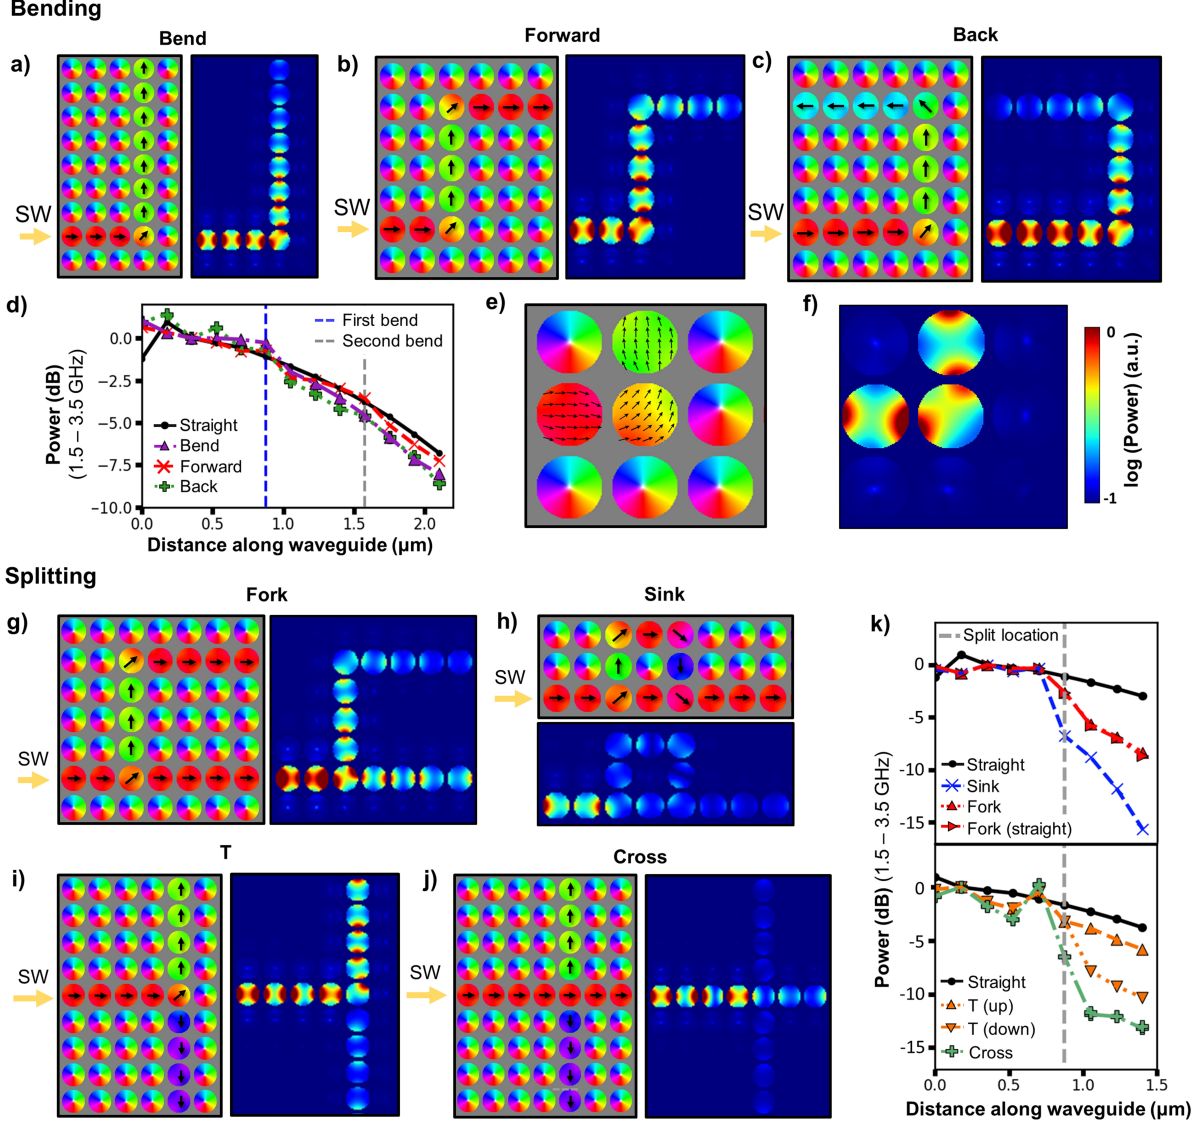 Bending
Bend
Forward
Back
a)
b)
c)
SW
SW
SW
d)
Power (dB)
(1.5 – 3.5 GHz)
0.0
−2.5
−5.0
−7.5
−10.0
First bend
Second bend
Straight
Bend
Forward
Back
0.0
0.5
1.0
1.5
2.0
Distance along waveguide (μm)
e)
f)
0
-1
log (Power) (a.u.)
Splitting
Fork
Sink
g)
h)
SW
SW
k)
Split location
0
-5
-10
-15
Straight
Sink
Fork
Fork (straight)
T
Cross
i)
j)
SW
SW
Power (dB) (1.5 – 3.5 GHz)
0
-5
-10
-15
Straight
T (up)
T (down)
Cross
0.0
0.5
1.0
1.5
Distance along waveguide (μm)